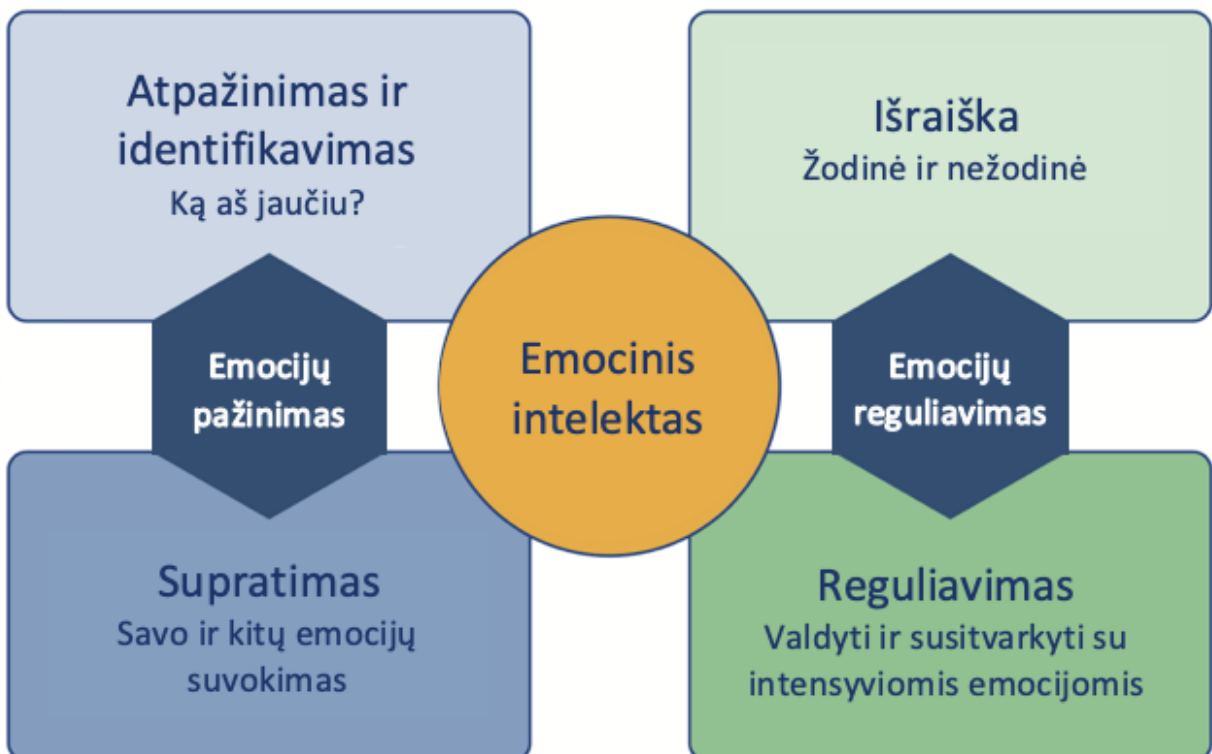 Atpažinimas ir
identifikavimas
Ką aš jaučiu?
Išraiška
Žodinė ir nežodinė
Emocijų
pažinimas
Emocinis
intelektas
Emocijų
reguliavimas
Supratimas
Savo ir kitų emocijų
suvokimas
Reguliavimas
Valdyti ir susitvarkyti su
intensyviomis emocijomis